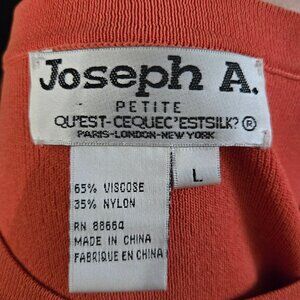 Joseph A.
PETITE
QU'EST-CEQUEC'ESTSILK?®
PARIS-LONDON-NEW YORK
L
65% VISCOSE
35% NYLON
RN 88664
MADE IN CHINA
FABRIQUE EN CHINA